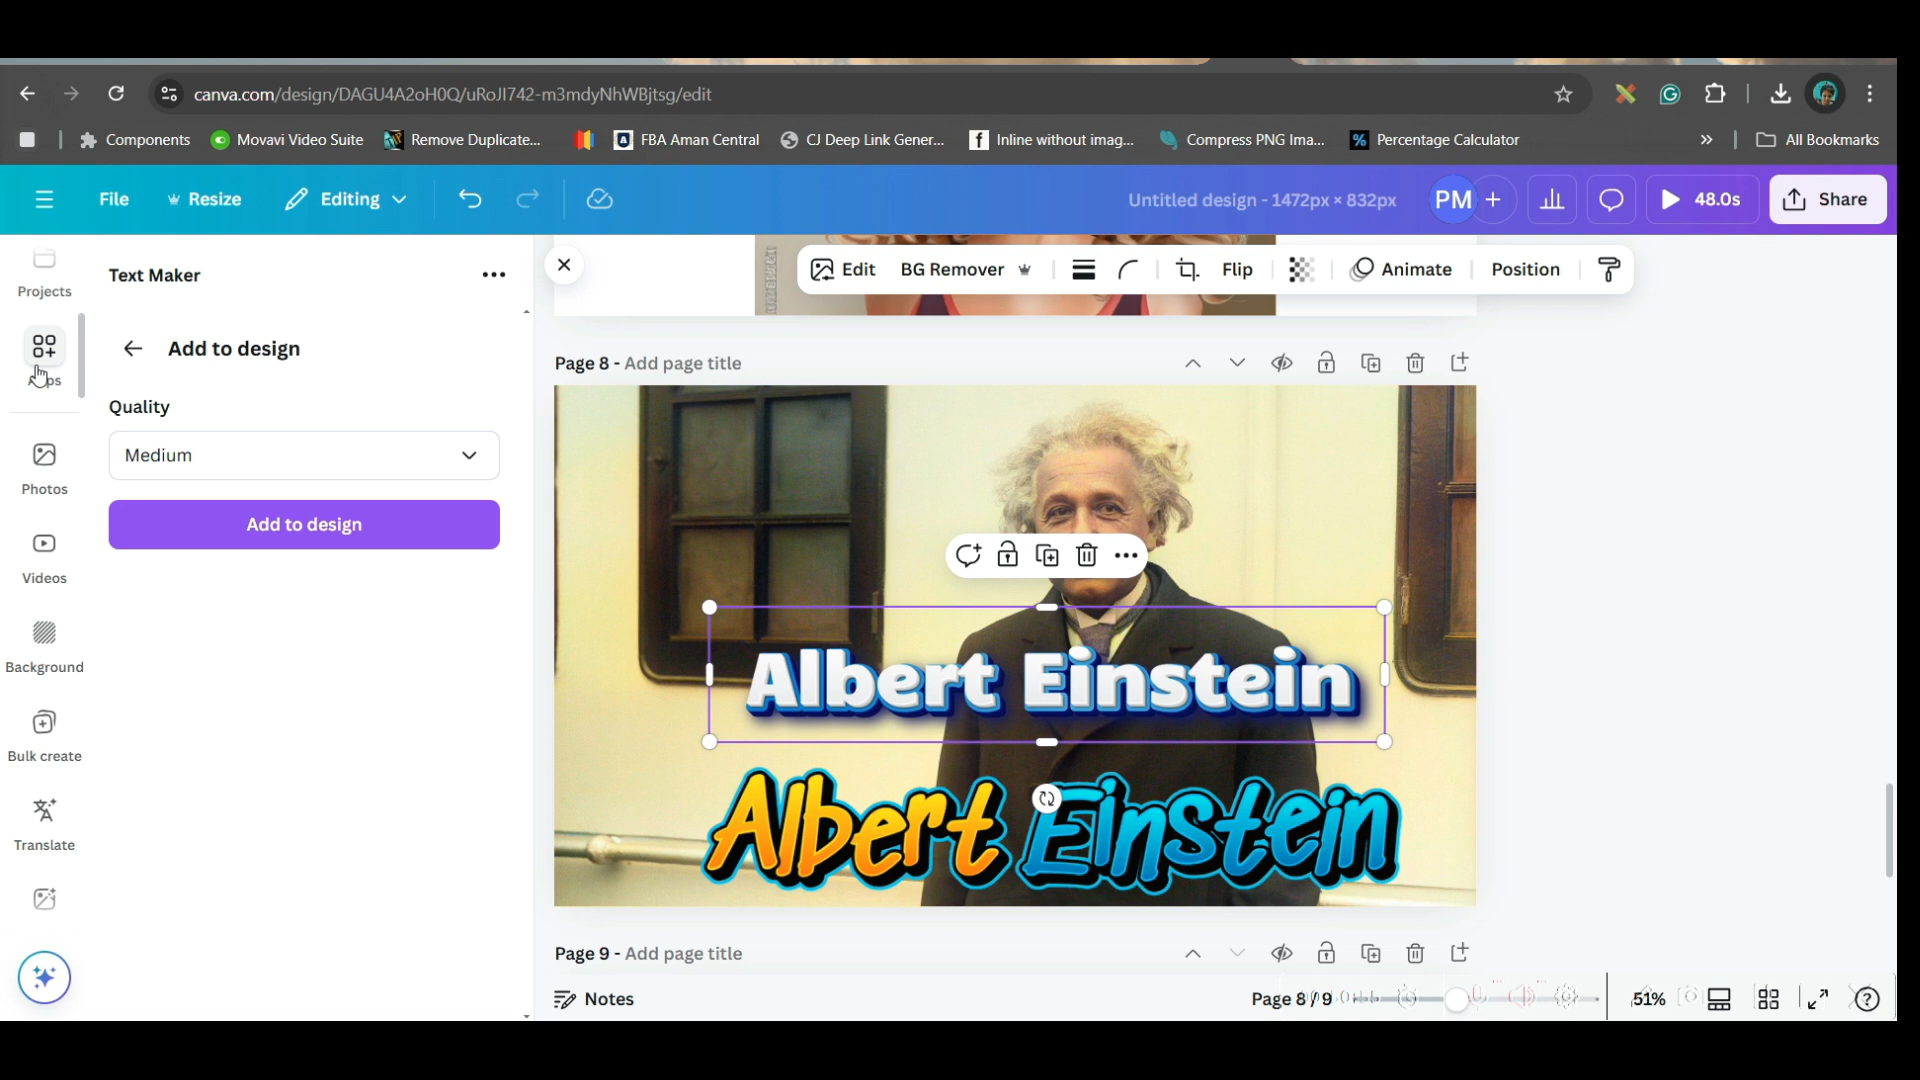 canva.com/design/DAGU4A2oH0Q/uRoJI742-m3mdyNhWBjtsg/edit
Components Movavi Video Suite Remove Duplicate... FBA Aman Central CJ Deep Link Gener... Inline without imag... Compress PNG Ima... Percentage Calculator » All Bookmarks
File Resize Editing Untitled design - 1472px × 832px PM + 48.0s Share
Projects
Text Maker
Edit BG Remover Flip Animate Position
Apps
Add to design
Page 8 - Add page title
Quality
Medium
Photos
Add to design
Videos
Background
Albert Einstein
Bulk create
Translate
Albert Einstein
Page 9 - Add page title
Notes
Page 8 / 9
51%